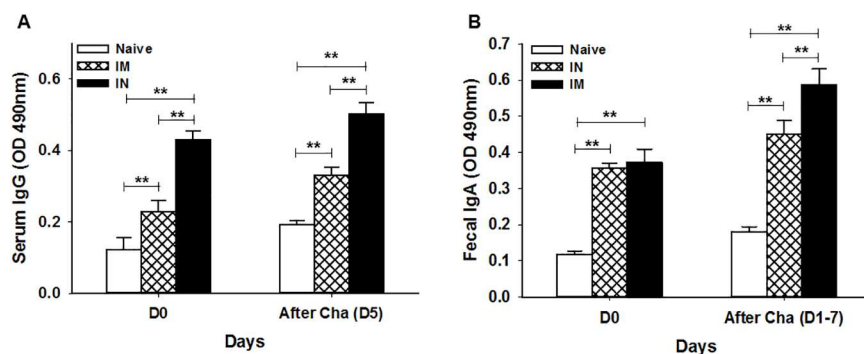 A
Naive
IM
IN
Serum IgG (OD 490nm)
0.6
0.4
0.2
0.0
**
**
**
**
**
**
D0
After Cha (D5)
Days
B
Naive
IN
IM
Fecal IgA (OD 490nm)
0.7
0.6
0.5
0.4
0.3
0.2
0.1
0.0
**
**
**
**
**
D0
After Cha (D1-7)
Days